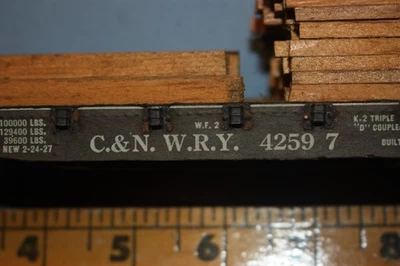 100000 LBS.
129400 LBS.
39600 LBS.
NEW 2-24-27
W.F. 2
C.&N. W.R.Y. 4259 7
K-2 TRIPLE
"D" COUPLE
BUILT
4 5 6 7 8